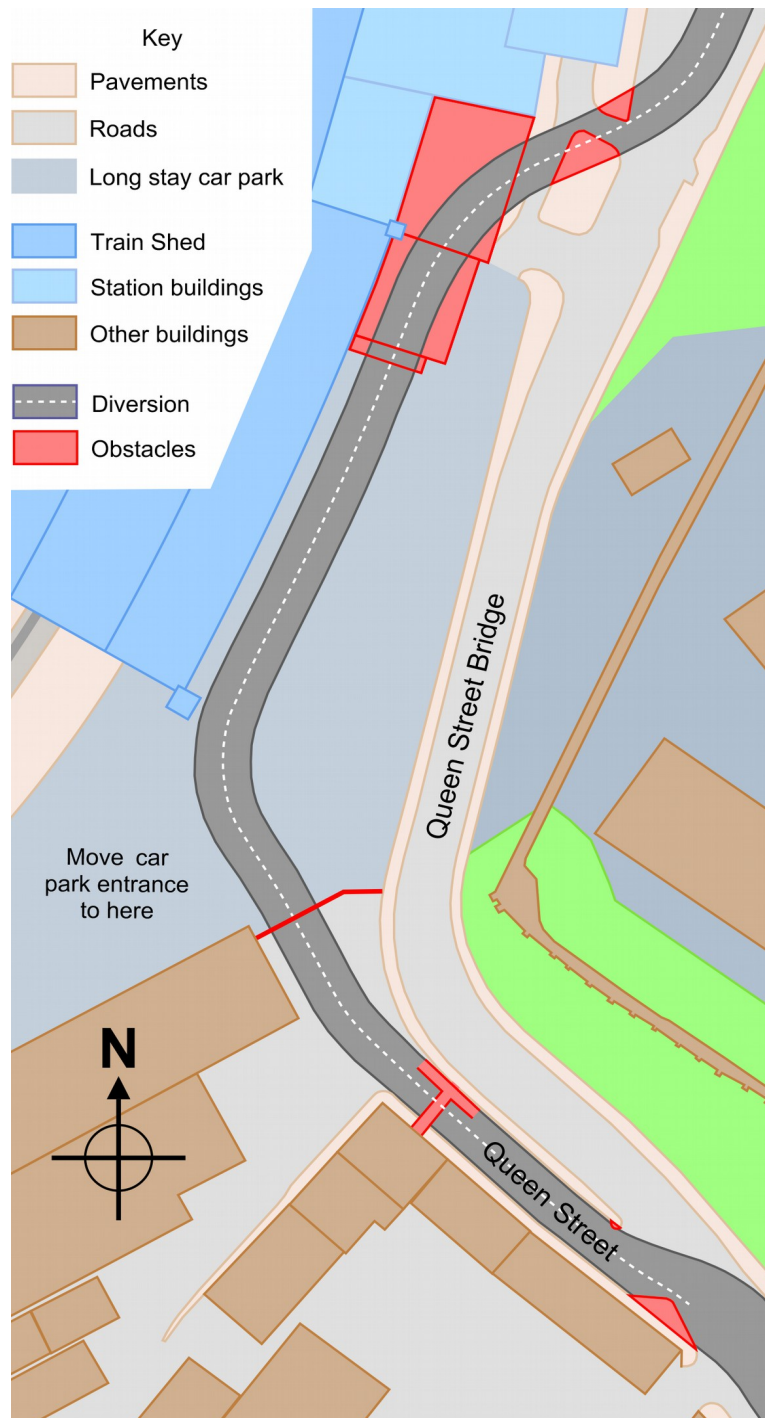 Key
Pavements
Roads
Long stay car park
Train Shed
Station buildings
Other buildings
Diversion
Obstacles
Queen Street Bridge
Move car
park entrance
to here
N
Queen Street